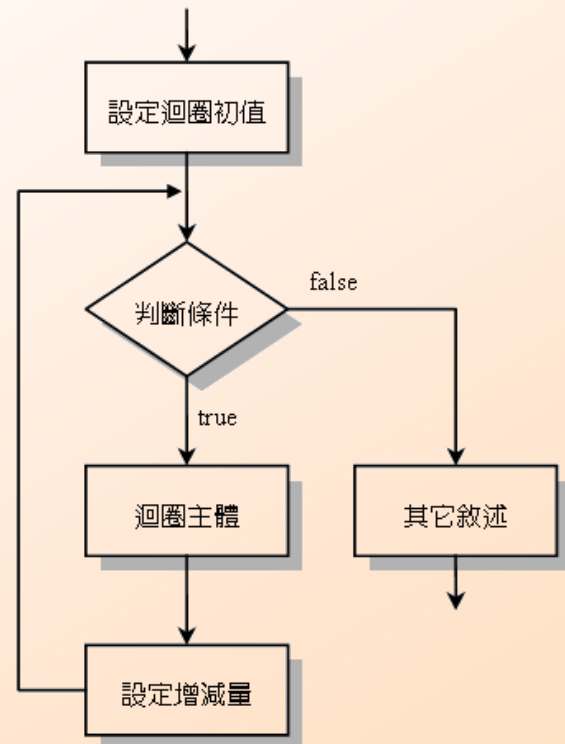 設定迴圈初值
判斷條件
false
true
迴圈主體
其它敘述
設定增減量